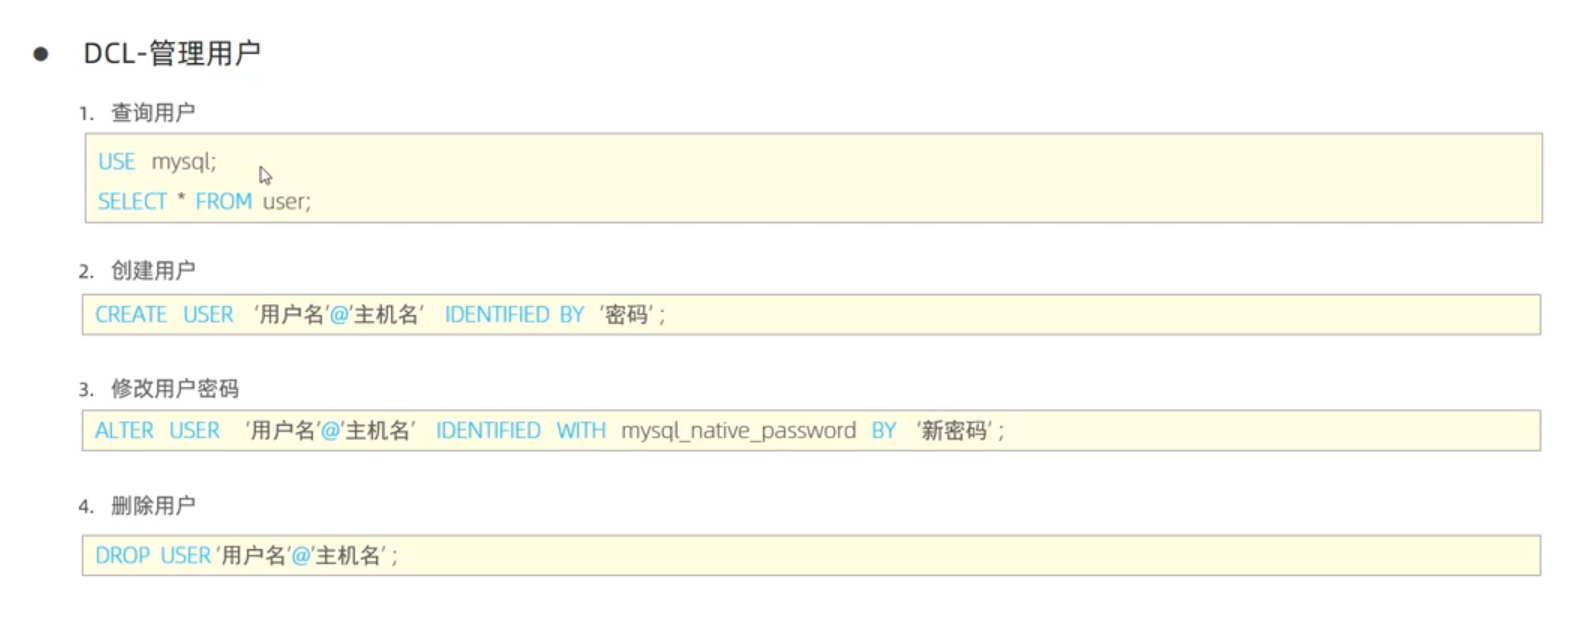 ● DCL-管理用户
1. 查询用户
USE mysql;
SELECT * FROM user;
2. 创建用户
CREATE USER ‘用户名’@’主机名’ IDENTIFIED BY ‘密码’ ;
3. 修改用户密码
ALTER USER ‘用户名’@’主机名’ IDENTIFIED WITH mysql_native_password BY ‘新密码’ ;
4. 删除用户
DROP USER ‘用户名’@’主机名’ ;